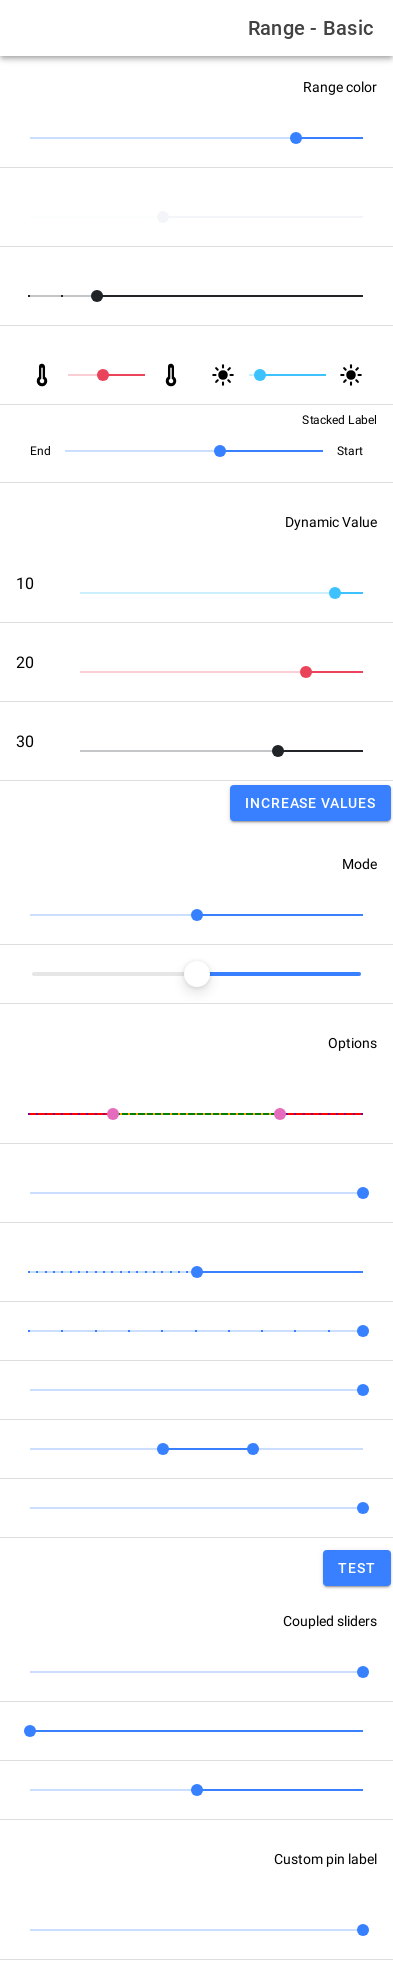 Range - Basic
Range color
Stacked Label
End
Start
Dynamic Value
10
20
30
INCREASE VALUES
Mode
Options
TEST
Coupled sliders
Custom pin label